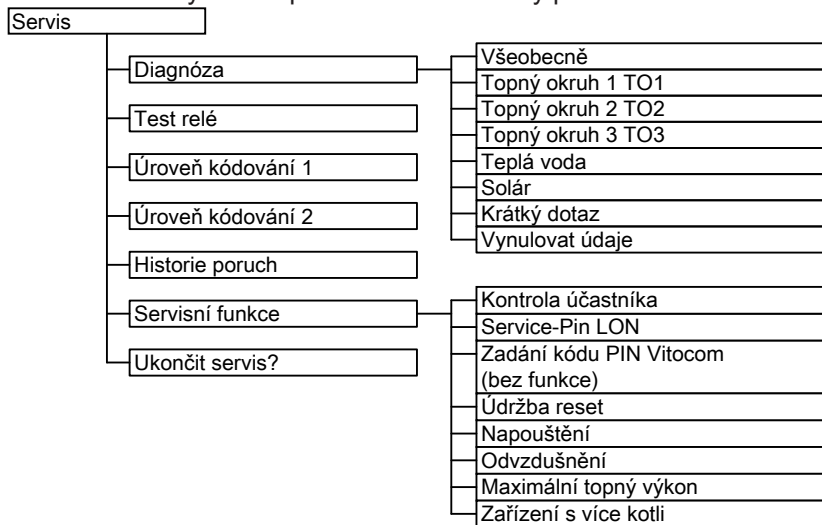 Servis
Diagnóza
Všeobecně
Topný okruh 1 TO1
Topný okruh 2 TO2
Topný okruh 3 TO3
Teplá voda
Solár
Krátký dotaz
Vynulovat údaje
Test relé
Úroveň kódování 1
Úroveň kódování 2
Historie poruch
Servisní funkce
Kontrola účastníka
Service-Pin LON
Zadání kódu PIN Vitocom
(bez funkce)
Údržba reset
Napouštění
Odvzdušnění
Maximální topný výkon
Zařízení s více kotli
Ukončit servis?